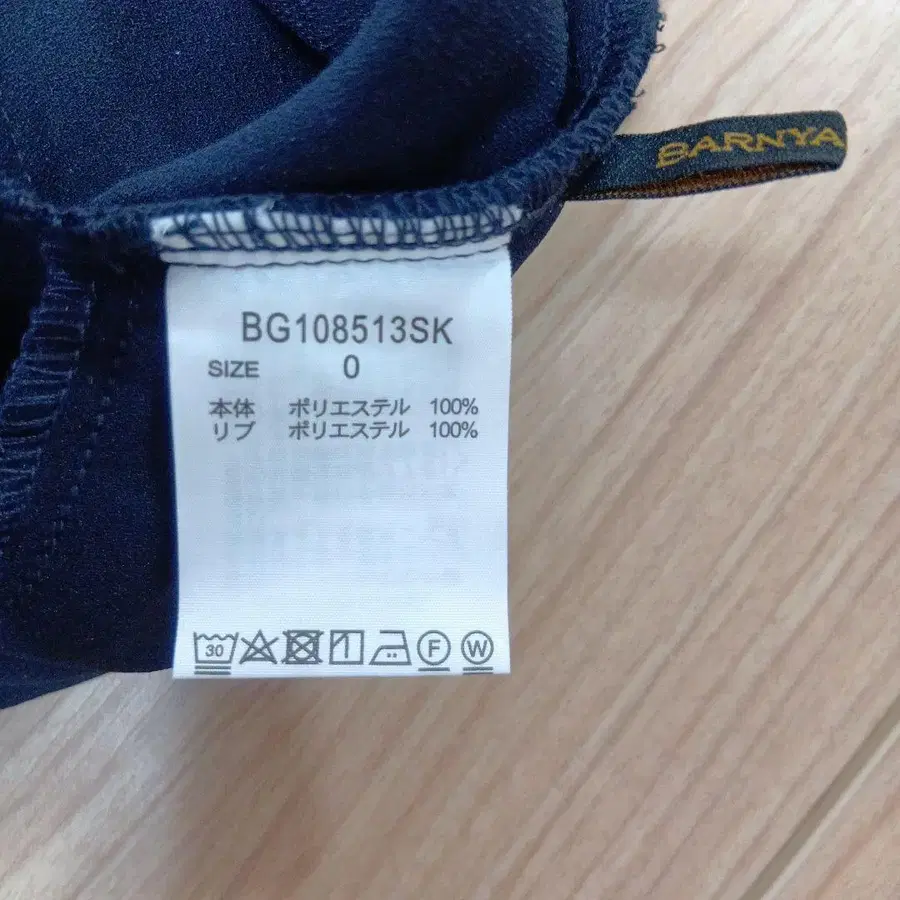 BARNYA
BG108513SK
SIZE 0
本体 ポリエステル 100%
リブ ポリエステル 100%
30 F W